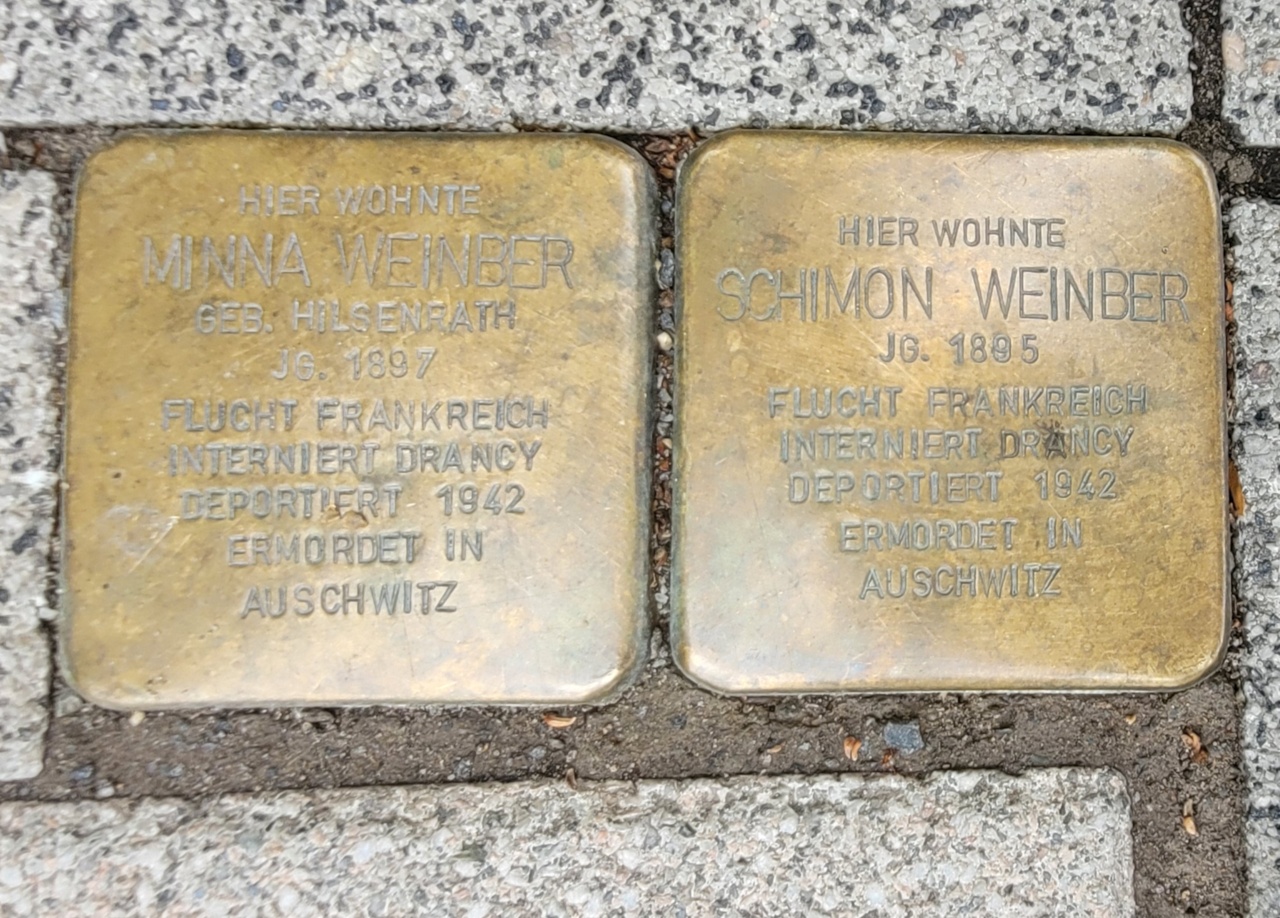 HIER WOHNTE
MINNA WEINBER
GEB. HILSENRATH
JG. 1897
FLUCHT FRANKREICH
INTERNIERT DRANCY
DEPORTIERT 1942
ERMORDET IN
AUSCHWITZ
HIER WOHNTE
SCHIMON WEINBER
JG. 1895
FLUCHT FRANKREICH
INTERNIERT DRANCY
DEPORTIERT 1942
ERMORDET IN
AUSCHWITZ